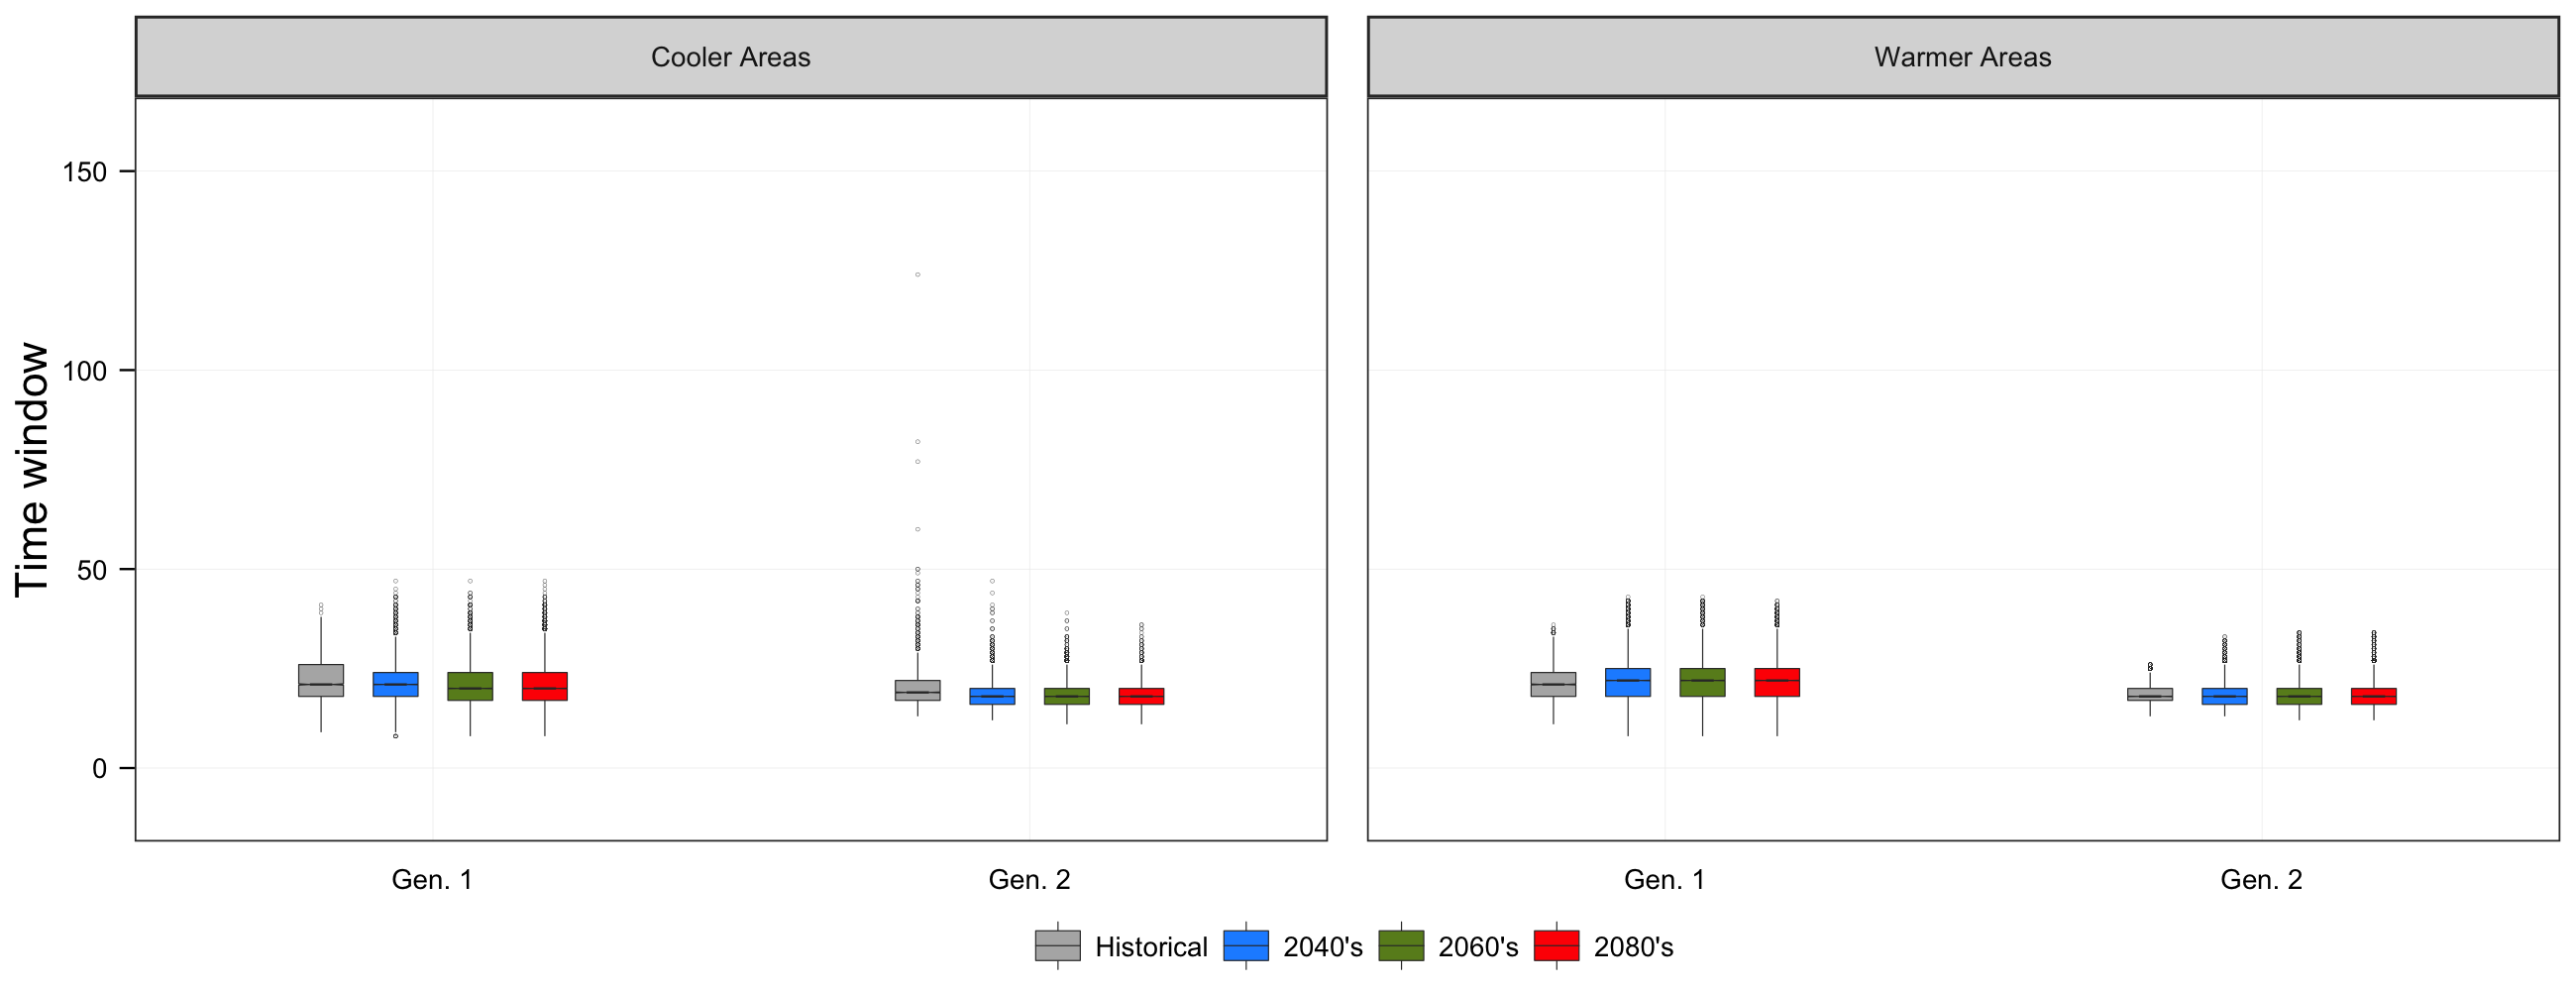 Cooler Areas
Warmer Areas
Time window
150
100
50
0
Gen. 1
Gen. 2
Gen. 1
Gen. 2
Historical
2040's
2060's
2080's